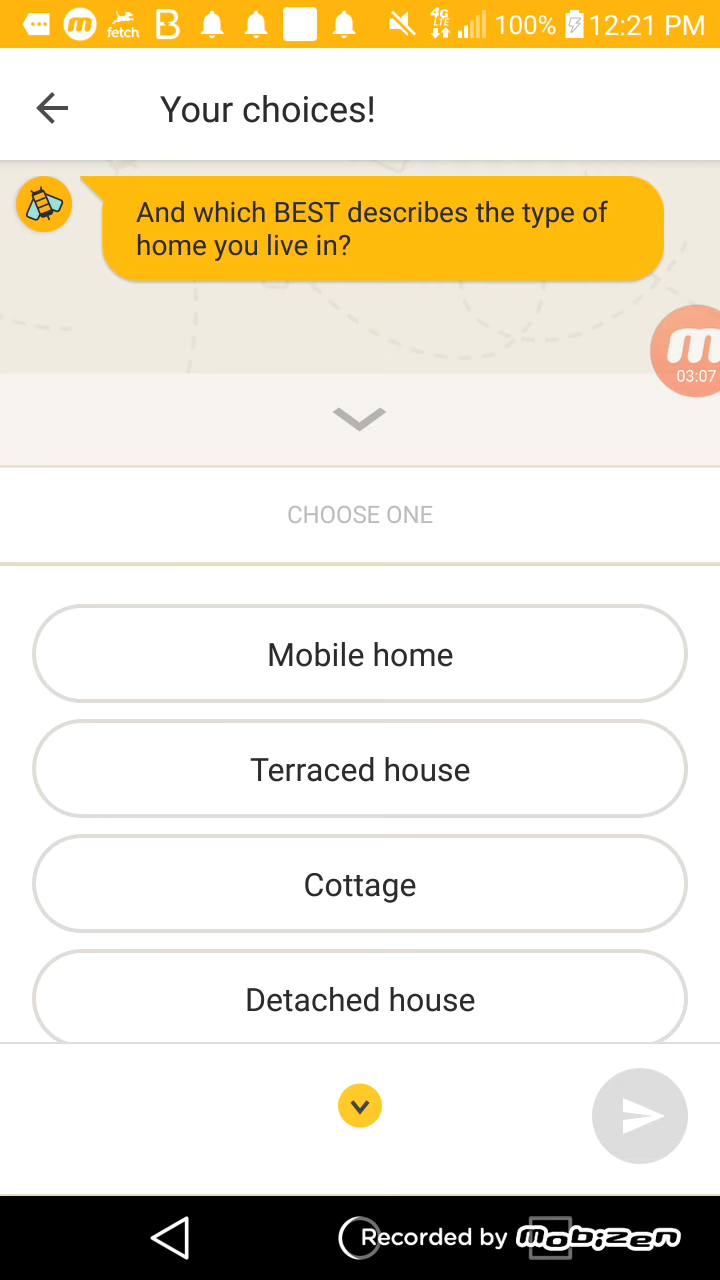 fetch
4G
LTE
100%
12:21 PM
Your choices!
And which BEST describes the type of
home you live in?
03:07
CHOOSE ONE
Mobile home
Terraced house
Cottage
Detached house
Recorded by mobizen